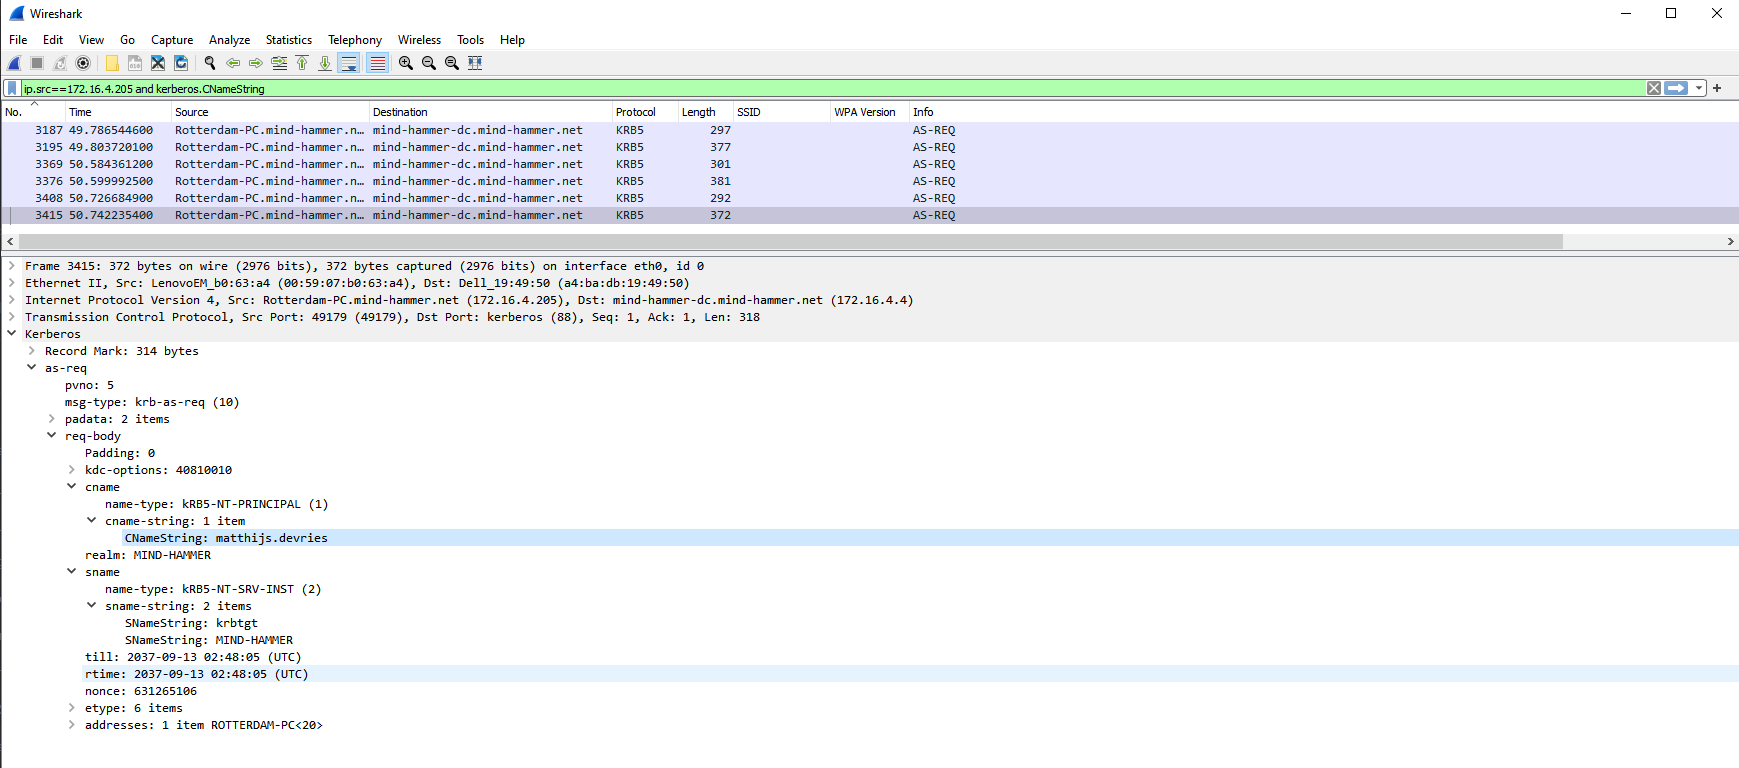 Wireshark
File Edit View Go Capture Analyze Statistics Telephony Wireless Tools Help
ip.src==172.16.4.205 and kerberos.CNameString
No. Time Source Destination Protocol Length SSID WPA Version Info
3187 49.786544600 Rotterdam-PC.mind-hammer.n… mind-hammer-dc.mind-hammer.net KRB5 297 AS-REQ
3195 49.803720100 Rotterdam-PC.mind-hammer.n… mind-hammer-dc.mind-hammer.net KRB5 377 AS-REQ
3369 50.584361200 Rotterdam-PC.mind-hammer.n… mind-hammer-dc.mind-hammer.net KRB5 301 AS-REQ
3376 50.599992500 Rotterdam-PC.mind-hammer.n… mind-hammer-dc.mind-hammer.net KRB5 381 AS-REQ
3408 50.726684900 Rotterdam-PC.mind-hammer.n… mind-hammer-dc.mind-hammer.net KRB5 292 AS-REQ
3415 50.742235400 Rotterdam-PC.mind-hammer.n… mind-hammer-dc.mind-hammer.net KRB5 372 AS-REQ
Frame 3415: 372 bytes on wire (2976 bits), 372 bytes captured (2976 bits) on interface eth0, id 0
Ethernet II, Src: LenovoEM_b0:63:a4 (00:59:07:b0:63:a4), Dst: Dell_19:49:50 (a4:ba:db:19:49:50)
Internet Protocol Version 4, Src: Rotterdam-PC.mind-hammer.net (172.16.4.205), Dst: mind-hammer-dc.mind-hammer.net (172.16.4.4)
Transmission Control Protocol, Src Port: 49179 (49179), Dst Port: kerberos (88), Seq: 1, Ack: 1, Len: 318
Kerberos
Record Mark: 314 bytes
as-req
pvno: 5
msg-type: krb-as-req (10)
padata: 2 items
req-body
Padding: 0
kdc-options: 40810010
cname
name-type: kRB5-NT-PRINCIPAL (1)
cname-string: 1 item
CNameString: matthijs.devries
realm: MIND-HAMMER
sname
name-type: kRB5-NT-SRV-INST (2)
sname-string: 2 items
SNameString: krbtgt
SNameString: MIND-HAMMER
till: 2037-09-13 02:48:05 (UTC)
rtime: 2037-09-13 02:48:05 (UTC)
nonce: 631265106
etype: 6 items
addresses: 1 item ROTTERDAM-PC<20>